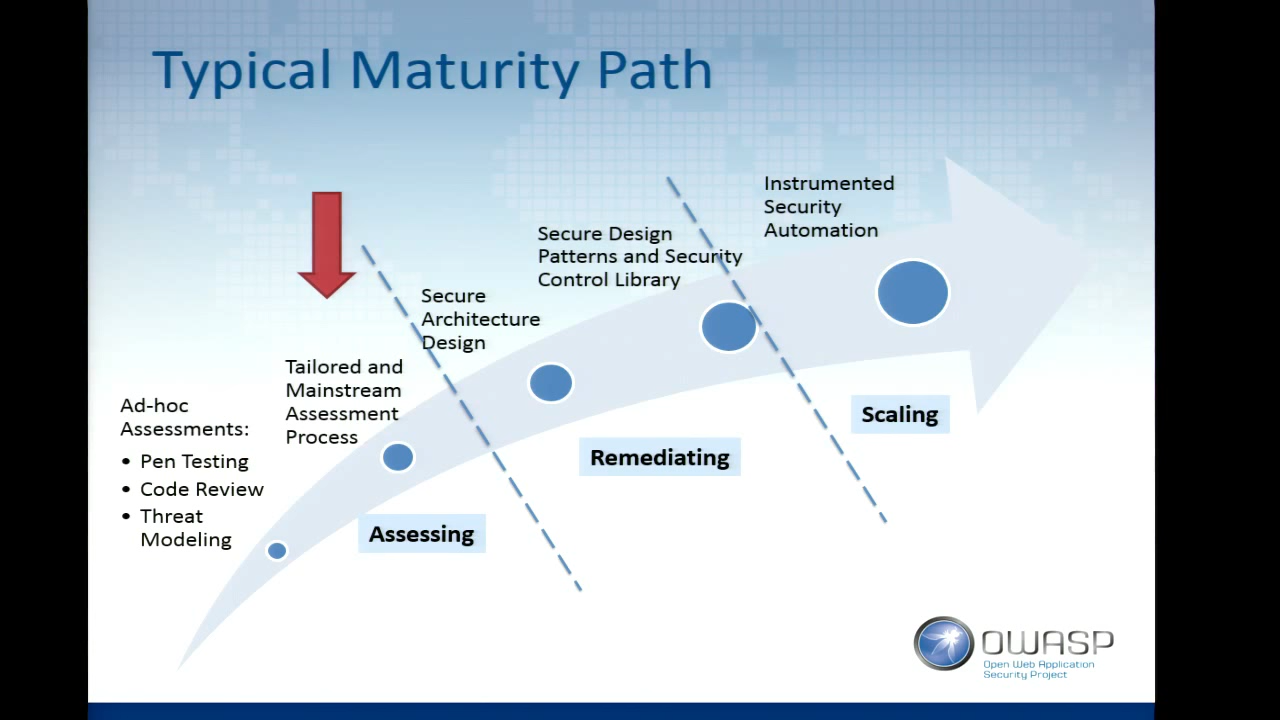 Typical Maturity Path
Instrumented
Security
Automation
Secure Design
Patterns and Security
Control Library
Secure
Architecture
Design
Tailored and
Mainstream
Assessment
Process
Ad-hoc
Assessments:
• Pen Testing
• Code Review
• Threat
Modeling
Assessing
Remediating
Scaling
OWASP
Open Web Application
Security Project